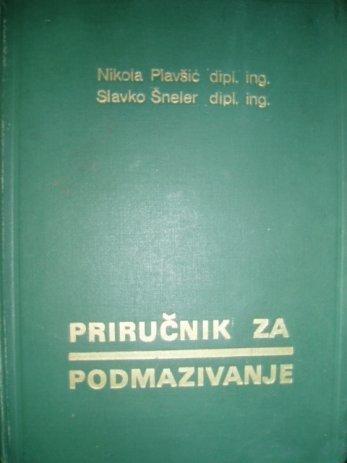 Nikola Plavšić dipl. ing.
Slavko Šneler dipl. ing.
PRIRUČNIK ZA
PODMAZIVANJE